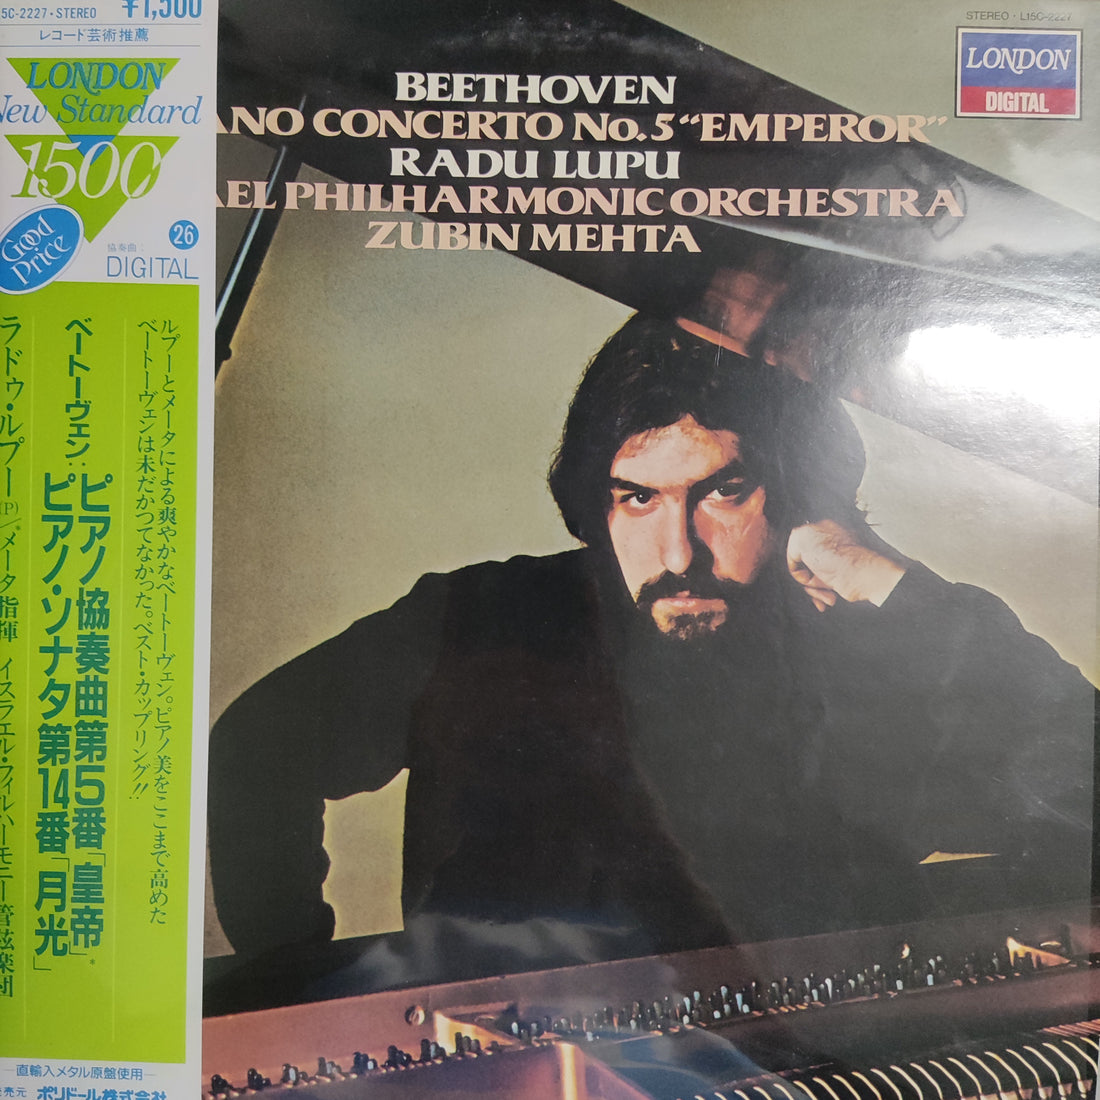 5C-2227・STEREO ¥1,500
レコード芸術推薦
LONDON
New Standard
1500
Good
Price
26
協奏曲:
DIGITAL
ルプーとメータによる爽やかなベートーヴェン。ピアノ美をここまで高めた
ベートーヴェンは未だかつてなかった。ベスト・カップリング!!
ベートーヴェン:
ピアノ協奏曲第5番「皇帝」*
ピアノ・ソナタ第14番「月光」
ラドゥ・ルプー(P)/*メータ指揮 イスラエル・フィルハーモニー管弦楽団
—直輸入メタル原盤使用—
売元 ポリドール株式会社
STEREO・L15C-2227
LONDON
DIGITAL
BEETHOVEN
ANO CONCERTO No.5 “EMPEROR”
RADU LUPU
AEL PHILHARMONIC ORCHESTRA
ZUBIN MEHTA